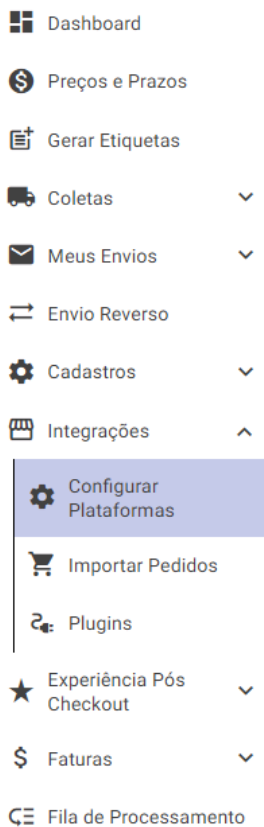 Dashboard
Preços e Prazos
Gerar Etiquetas
Coletas
Meus Envios
Envio Reverso
Cadastros
Integrações
Configurar
Plataformas
Importar Pedidos
Plugins
Experiência Pós
Checkout
Faturas
Fila de Processamento